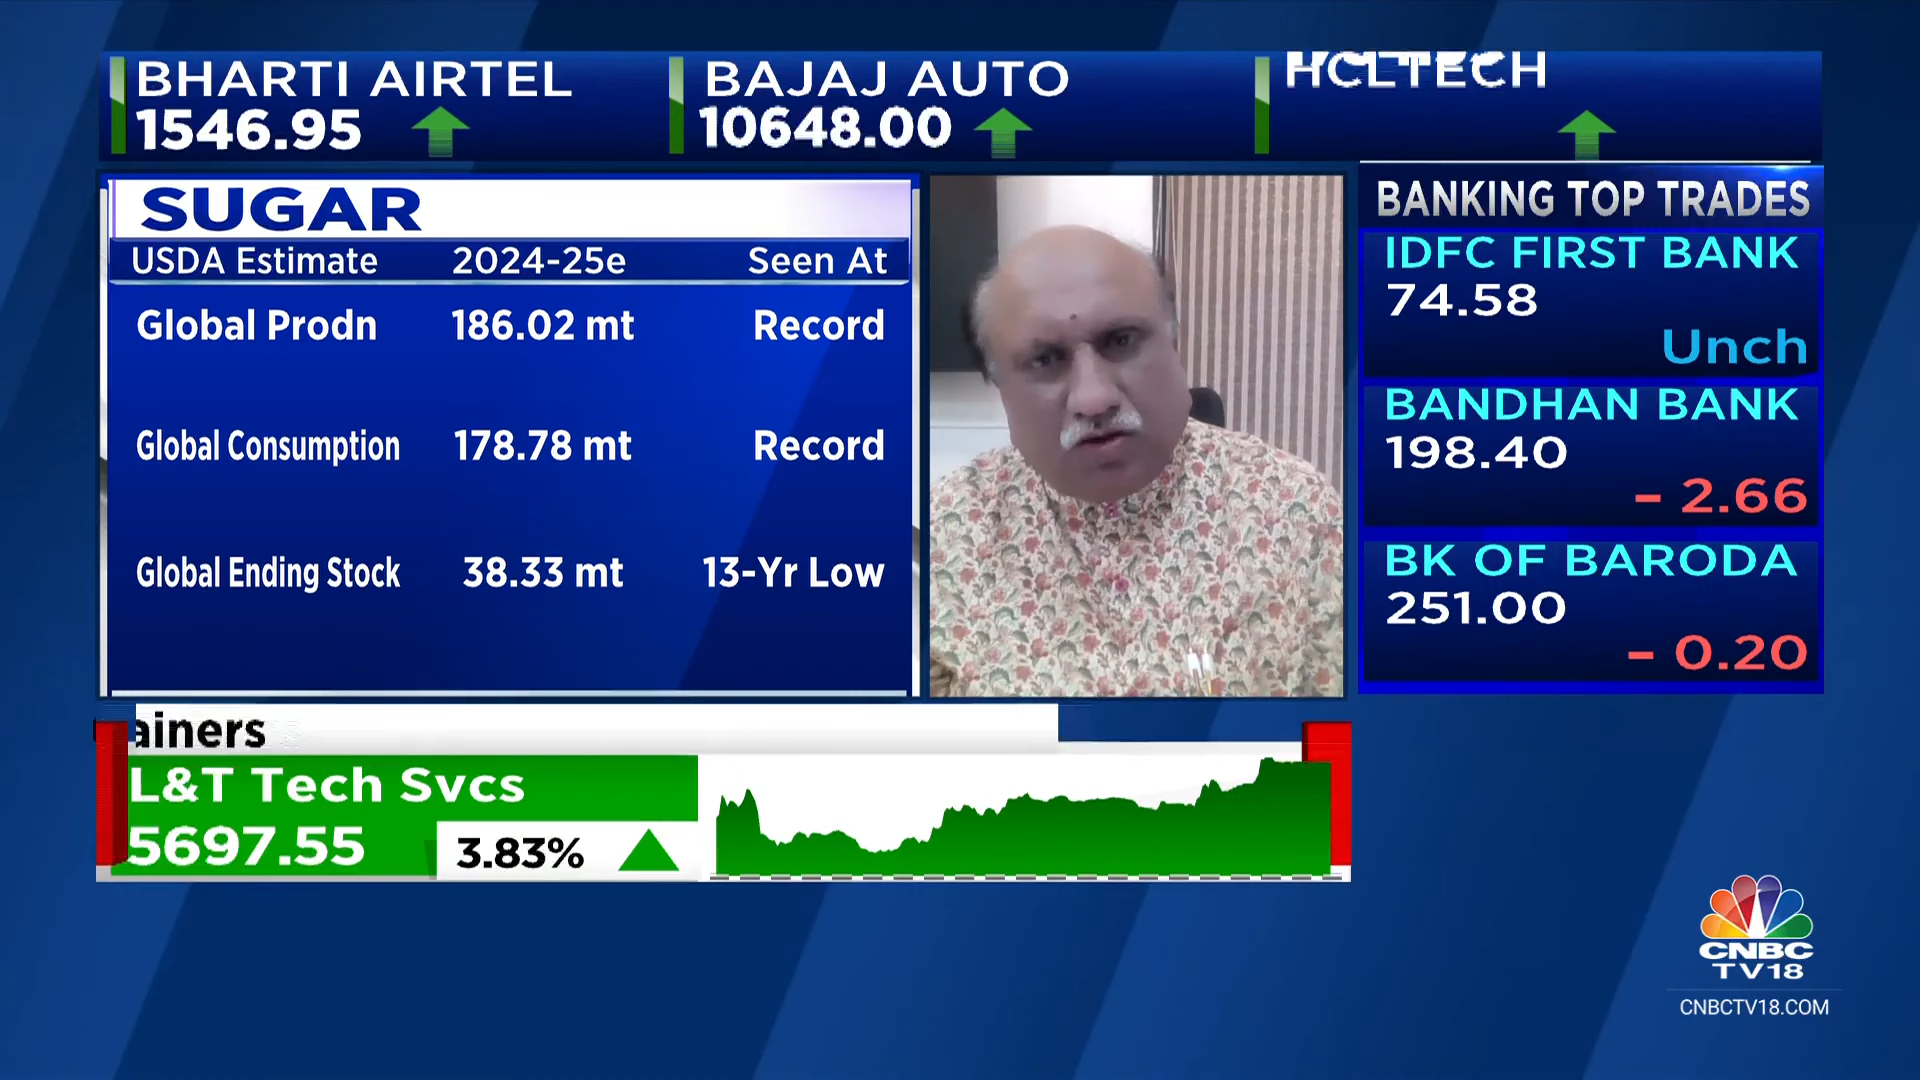 BHARTI AIRTEL
1546.95
BAJAJ AUTO
10648.00
HCLTECH
SUGAR
USDA Estimate 2024-25e Seen At
Global Prodn 186.02 mt Record
Global Consumption 178.78 mt Record
Global Ending Stock 38.33 mt 13-Yr Low
BANKING TOP TRADES
IDFC FIRST BANK
74.58
Unch
BANDHAN BANK
198.40
- 2.66
BK OF BARODA
251.00
- 0.20
ainers
L&T Tech Svcs
5697.55
3.83%
CNBC
TV18
CNBCTV18.COM